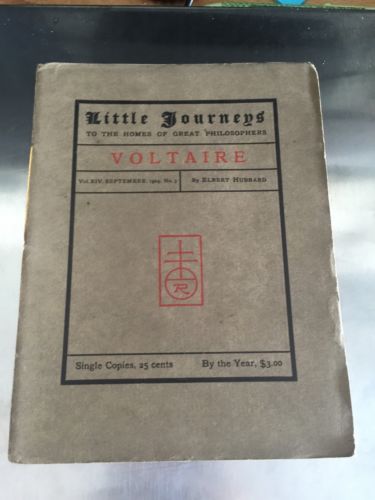 Little Journeys
TO THE HOMES OF GREAT PHILOSOPHERS
VOLTAIRE
Vol. XIV. SEPTEMBER, 1904. No. 3
By ELBERT HUBBARD
R
Single Copies, 25 cents
By the Year, $3.00